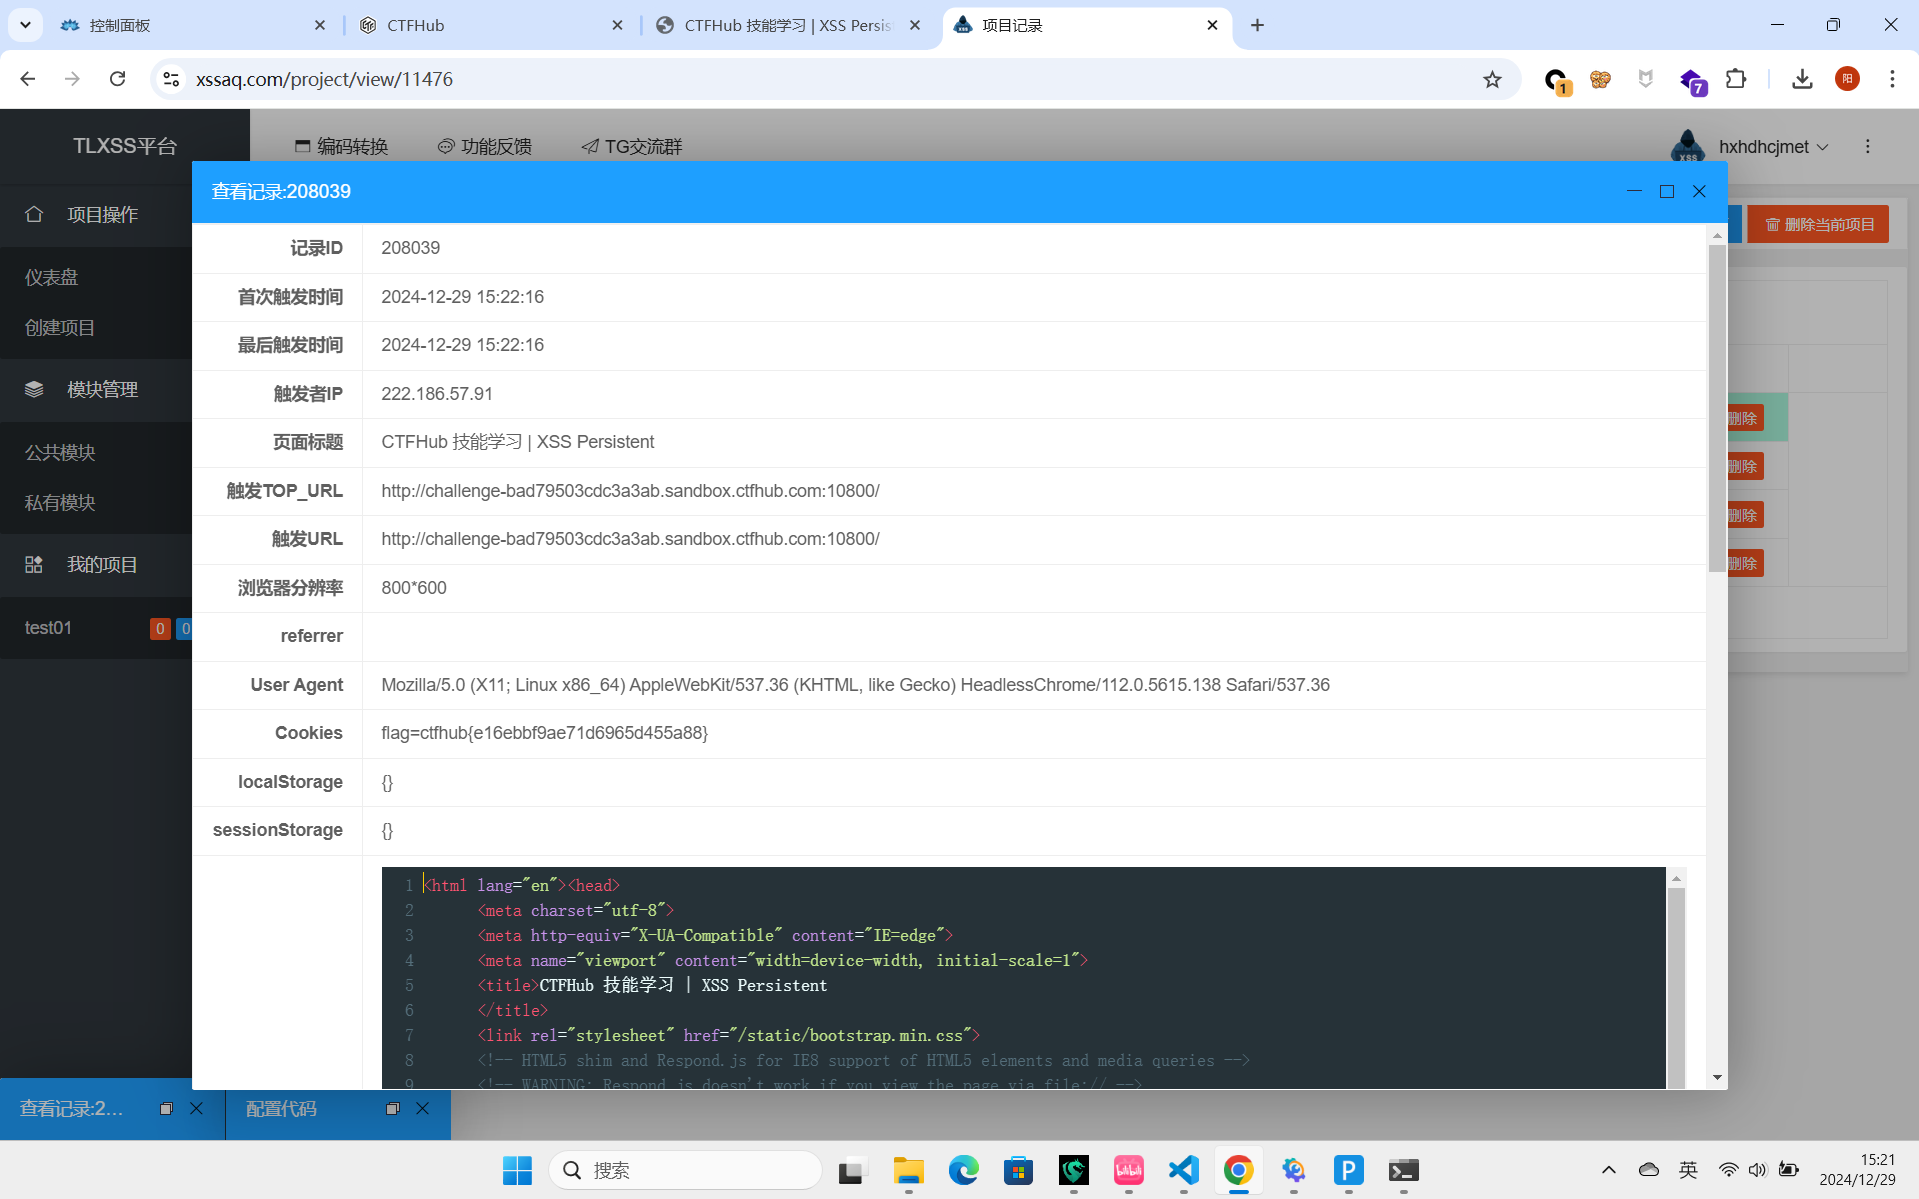 控制面板
CTFHub
CTFHub 技能学习 | XSS Persis
项目记录
xssaq.com/project/view/11476
1
7
阳
TLXSS平台
编码转换
功能反馈
TG交流群
XSS
hxhdhcjmet
项目操作
仪表盘
创建项目
模块管理
公共模块
私有模块
我的项目
test01
0
0
删除当前项目
删除
删除
删除
删除
查看记录:208039
记录ID 208039
首次触发时间 2024-12-29 15:22:16
最后触发时间 2024-12-29 15:22:16
触发者IP 222.186.57.91
页面标题 CTFHub 技能学习 | XSS Persistent
触发TOP_URL http://challenge-bad79503cdc3a3ab.sandbox.ctfhub.com:10800/
触发URL http://challenge-bad79503cdc3a3ab.sandbox.ctfhub.com:10800/
浏览器分辨率 800*600
referrer
User Agent Mozilla/5.0 (X11; Linux x86_64) AppleWebKit/537.36 (KHTML, like Gecko) HeadlessChrome/112.0.5615.138 Safari/537.36
Cookies flag=ctfhub{e16ebbf9ae71d6965d455a88}
localStorage {}
sessionStorage {}
1 <html lang="en"><head>
2 <meta charset="utf-8">
3 <meta http-equiv="X-UA-Compatible" content="IE=edge">
4 <meta name="viewport" content="width=device-width, initial-scale=1">
5 <title>CTFHub 技能学习 | XSS Persistent
6 </title>
7 <link rel="stylesheet" href="/static/bootstrap.min.css">
8 <!-- HTML5 shim and Respond.js for IE8 support of HTML5 elements and media queries -->
9 <!-- WARNING: Respond.js doesn't work if you view the page via file:// -->
查看记录:2...
配置代码
搜索
bilibili
P
英
15:21
2024/12/29